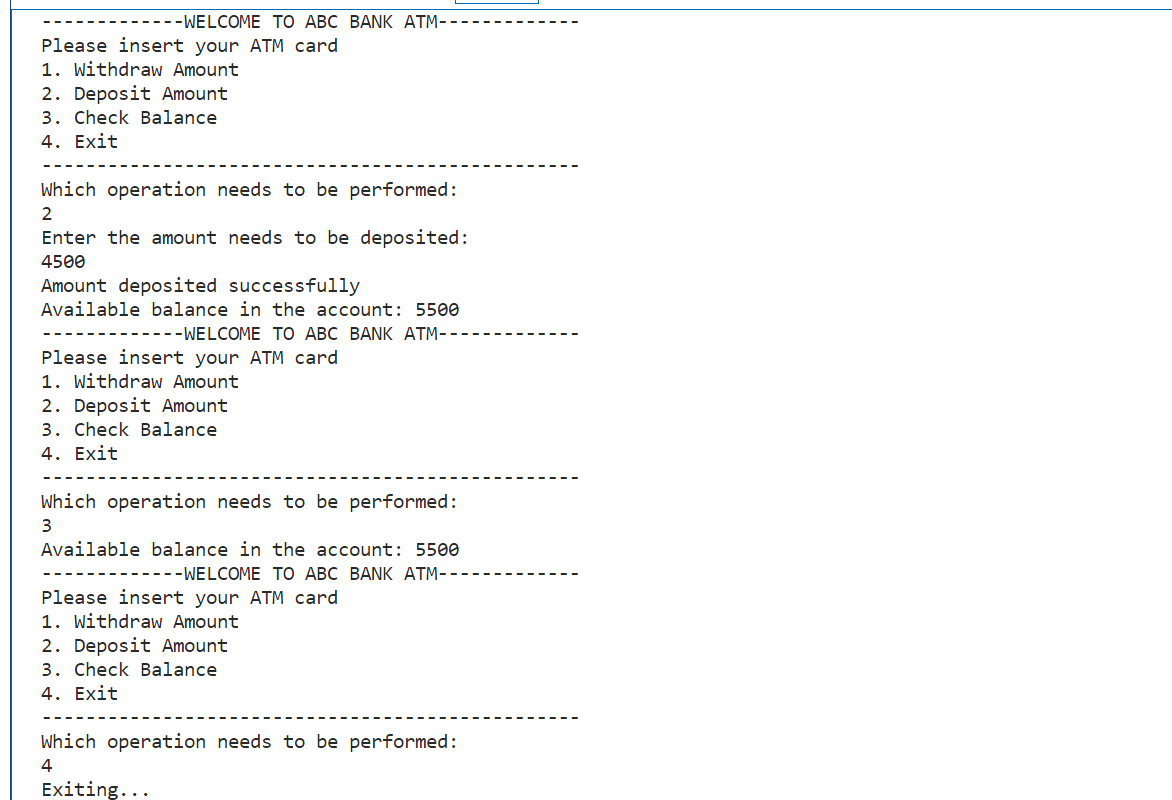 -------------WELCOME TO ABC BANK ATM-------------
Please insert your ATM card
1. Withdraw Amount
2. Deposit Amount
3. Check Balance
4. Exit
-------------------------------------------------
Which operation needs to be performed:
2
Enter the amount needs to be deposited:
4500
Amount deposited successfully
Available balance in the account: 5500
-------------WELCOME TO ABC BANK ATM-------------
Please insert your ATM card
1. Withdraw Amount
2. Deposit Amount
3. Check Balance
4. Exit
-------------------------------------------------
Which operation needs to be performed:
3
Available balance in the account: 5500
-------------WELCOME TO ABC BANK ATM-------------
Please insert your ATM card
1. Withdraw Amount
2. Deposit Amount
3. Check Balance
4. Exit
-------------------------------------------------
Which operation needs to be performed:
4
Exiting...